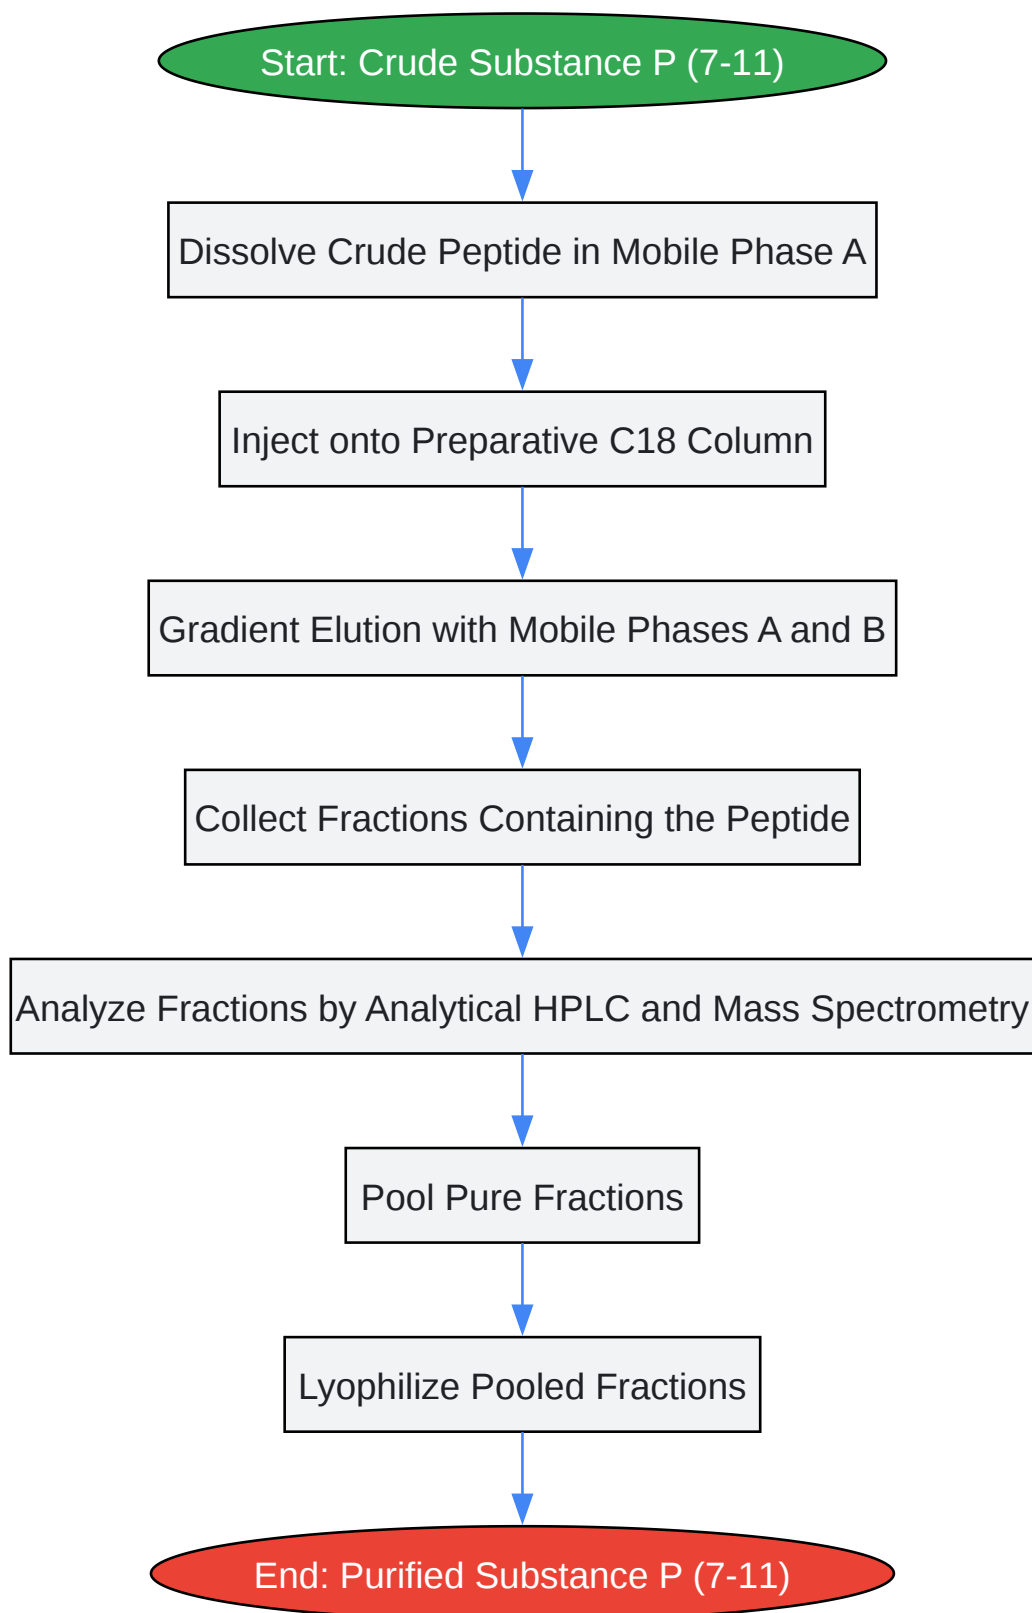 Start: Crude Substance P (7-11)
Dissolve Crude Peptide in Mobile Phase A
Inject onto Preparative C18 Column
Gradient Elution with Mobile Phases A and B
Collect Fractions Containing the Peptide
Analyze Fractions by Analytical HPLC and Mass Spectrometry
Pool Pure Fractions
Lyophilize Pooled Fractions
End: Purified Substance P (7-11)